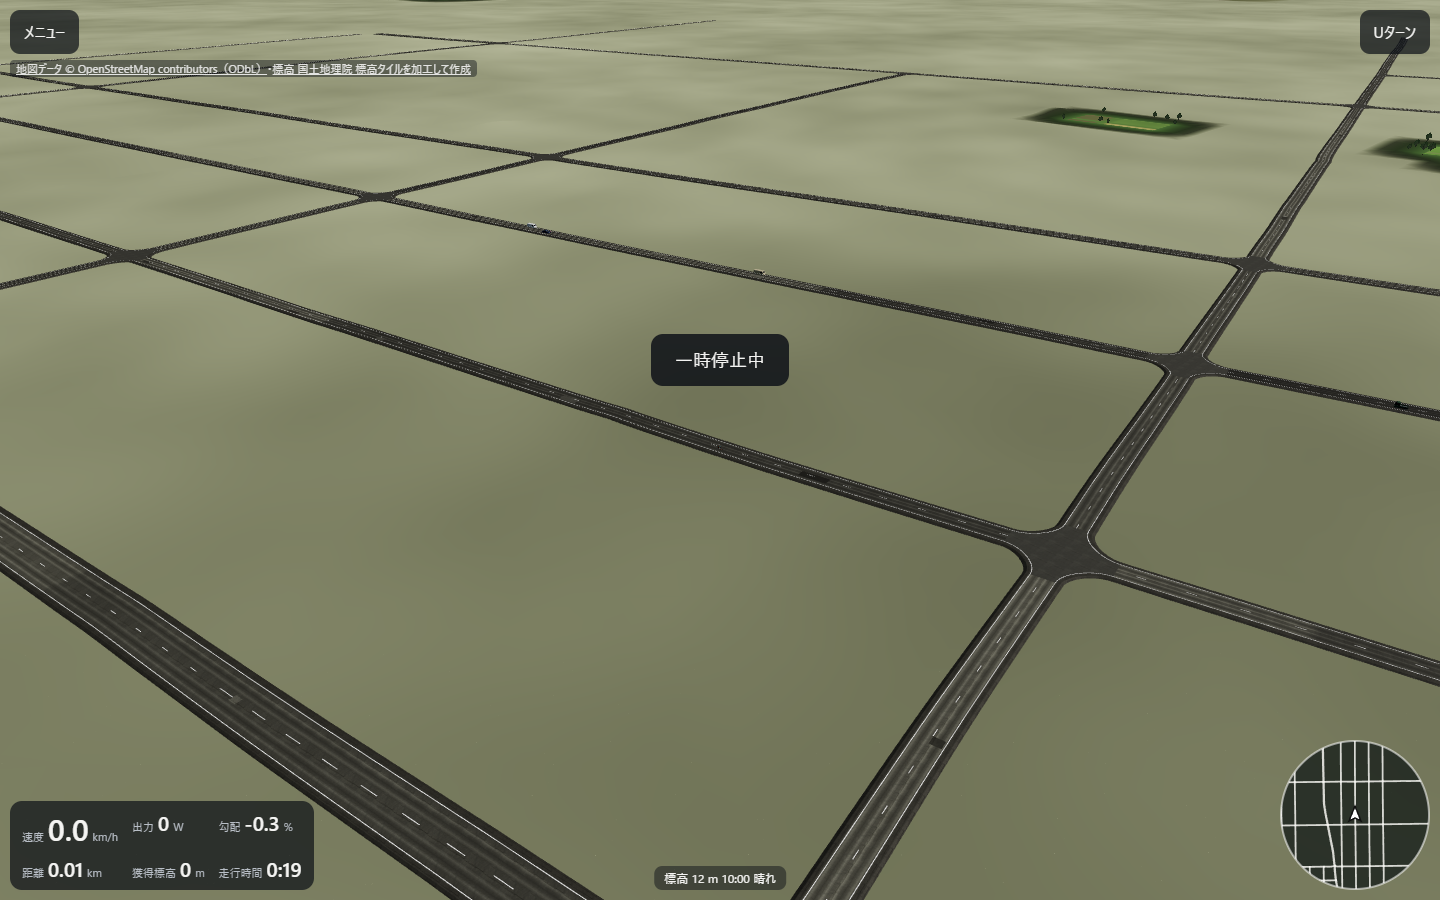 メニュー
Uターン
地図データ © OpenStreetMap contributors（ODbL）・標高 国土地理院 標高タイルを加工して作成
一時停止中
速度 0.0 km/h 出力 0 W 勾配 -0.3 %
距離 0.01 km 獲得標高 0 m 走行時間 0:19
標高 12 m 10:00 晴れ